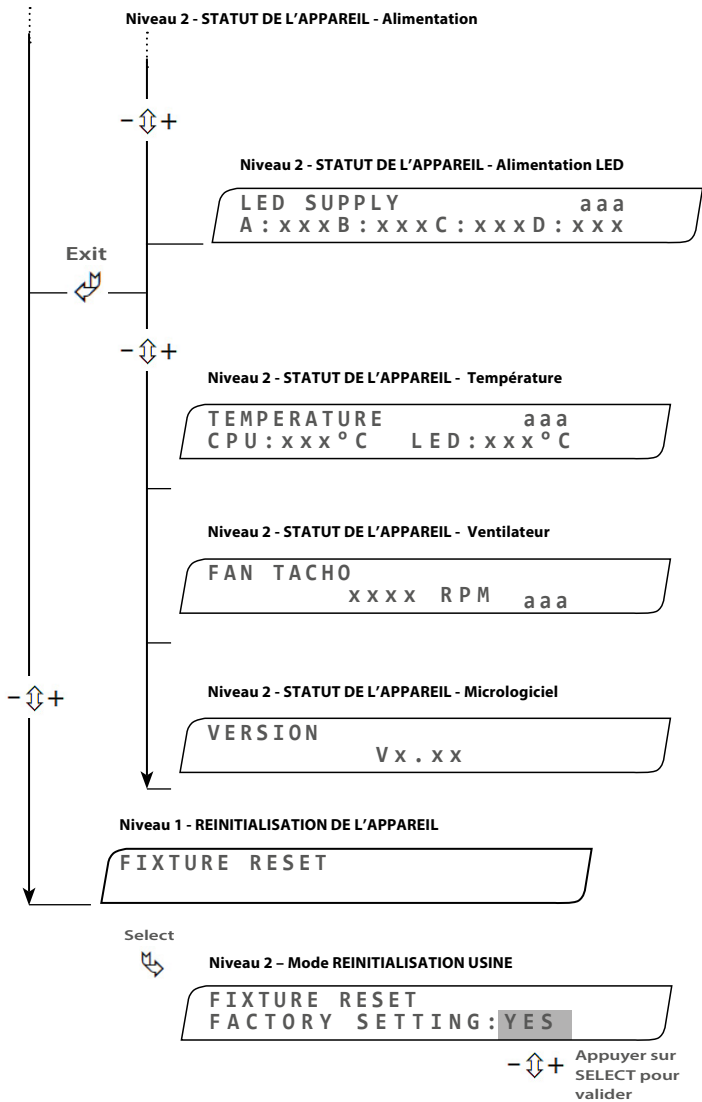 Niveau 2 - STATUT DE L’APPAREIL - Alimentation
- +
Niveau 2 - STATUT DE L’APPAREIL - Alimentation LED
LED SUPPLY aaa
A:xxxB:xxxC:xxxD:xxx
Exit
- +
Niveau 2 - STATUT DE L’APPAREIL - Température
TEMPERATURE aaa
CPU:xxx°C LED:xxx°C
Niveau 2 - STATUT DE L’APPAREIL - Ventilateur
FAN TACHO
xxxx RPM aaa
- +
Niveau 2 - STATUT DE L’APPAREIL - Micrologiciel
VERSION
Vx.xx
Niveau 1 - REINITIALISATION DE L’APPAREIL
FIXTURE RESET
Select
Niveau 2 – Mode REINITIALISATION USINE
FIXTURE RESET
FACTORY SETTING:YES
- +
Appuyer sur
SELECT pour
valider